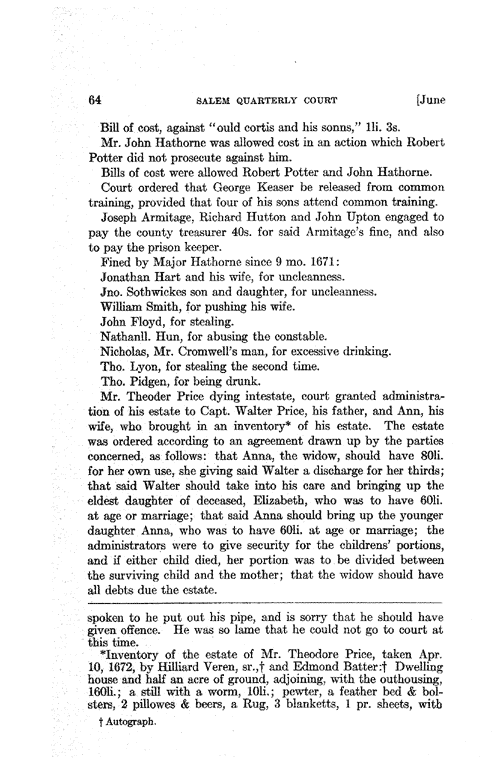 64 SALEM QUARTERLY COURT [June
Bill of cost, against "ould cortis and his sonns," 1li. 3s.
Mr. John Hathorne was allowed cost in an action which Robert
Potter did not prosecute against him.
Bills of cost were allowed Robert Potter and John Hathorne.
Court ordered that George Keaser be released from common
training, provided that four of his sons attend common training.
Joseph Armitage, Richard Hutton and John Upton engaged to
pay the county treasurer 40s. for said Armitage's fine, and also
to pay the prison keeper.
Fined by Major Hathorne since 9 mo. 1671:
Jonathan Hart and his wife, for uncleanness.
Jno. Sothwickes son and daughter, for uncleanness.
William Smith, for pushing his wife.
John Floyd, for stealing.
Nathanll. Hun, for abusing the constable.
Nicholas, Mr. Cromwell's man, for excessive drinking.
Tho. Lyon, for stealing the second time.
Tho. Pidgen, for being drunk.
Mr. Theoder Price dying intestate, court granted administra-
tion of his estate to Capt. Walter Price, his father, and Ann, his
wife, who brought in an inventory* of his estate. The estate
was ordered according to an agreement drawn up by the parties
concerned, as follows: that Anna, the widow, should have 80li.
for her own use, she giving said Walter a discharge for her thirds;
that said Walter should take into his care and bringing up the
eldest daughter of deceased, Elizabeth, who was to have 60li.
at age or marriage; that said Anna should bring up the younger
daughter Anna, who was to have 60li. at age or marriage; the
administrators were to give security for the childrens' portions,
and if either child died, her portion was to be divided between
the surviving child and the mother; that the widow should have
all debts due the estate.
spoken to he put out his pipe, and is sorry that he should have
given offence. He was so lame that he could not go to court at
this time.
*Inventory of the estate of Mr. Theodore Price, taken Apr.
10, 1672, by Hilliard Veren, sr.,† and Edmond Batter:† Dwelling
house and half an acre of ground, adjoining, with the outhousing,
160li.; a still with a worm, 10li.; pewter, a feather bed & bol-
sters, 2 pillowes & beers, a Rug, 3 blanketts, 1 pr. sheets, with
† Autograph.